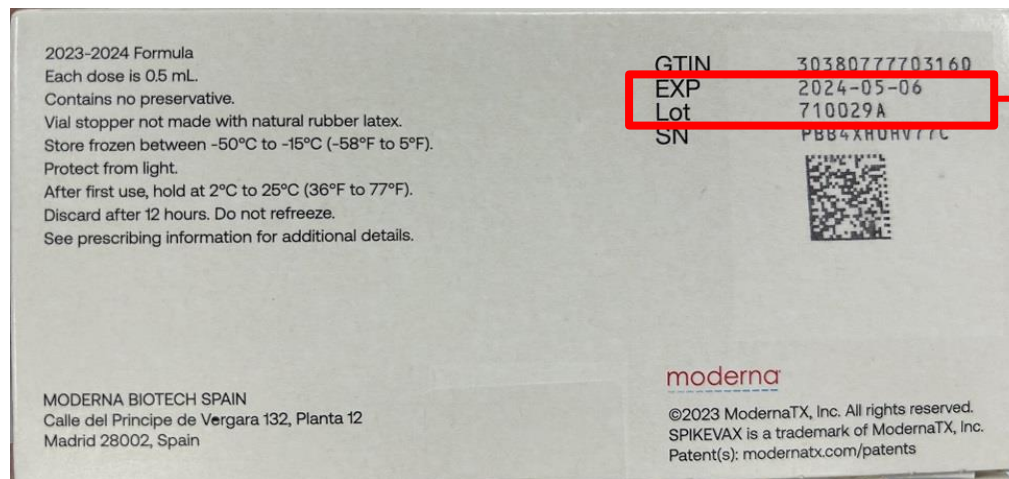 2023-2024 Formula
Each dose is 0.5 mL.
Contains no preservative.
Vial stopper not made with natural rubber latex.
Store frozen between -50°C to -15°C (-58°F to 5°F).
Protect from light.
After first use, hold at 2°C to 25°C (36°F to 77°F).
Discard after 12 hours. Do not refreeze.
See prescribing information for additional details.
GTIN 30380777703160
EXP 2024-05-06
Lot 710029A
SN
MODERNA BIOTECH SPAIN
Calle del Principe de Vergara 132, Planta 12
Madrid 28002, Spain
moderna
©2023 ModernaTX, Inc. All rights reserved.
SPIKEVAX is a trademark of ModernaTX, Inc.
Patent(s): modernatx.com/patents